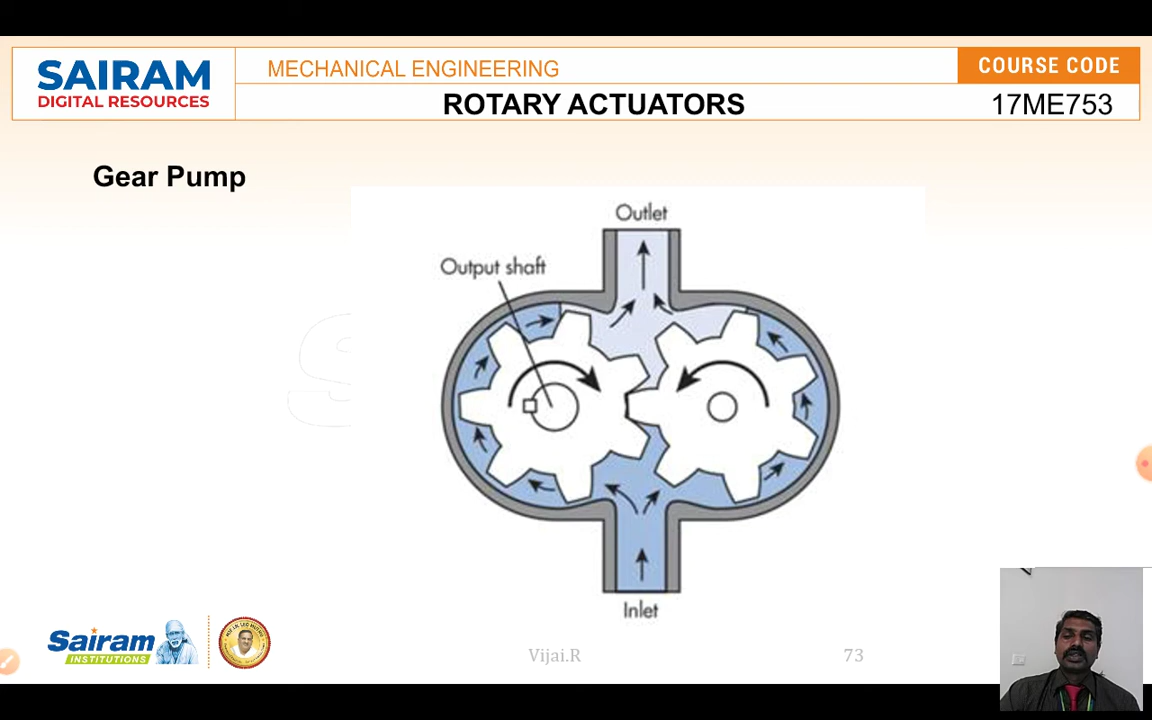 SAIRAM
DIGITAL RESOURCES
MECHANICAL ENGINEERING
COURSE CODE
ROTARY ACTUATORS
17ME753
Gear Pump
Outlet
Output shaft
Inlet
Sairam
INSTITUTIONS
Vijai.R
73